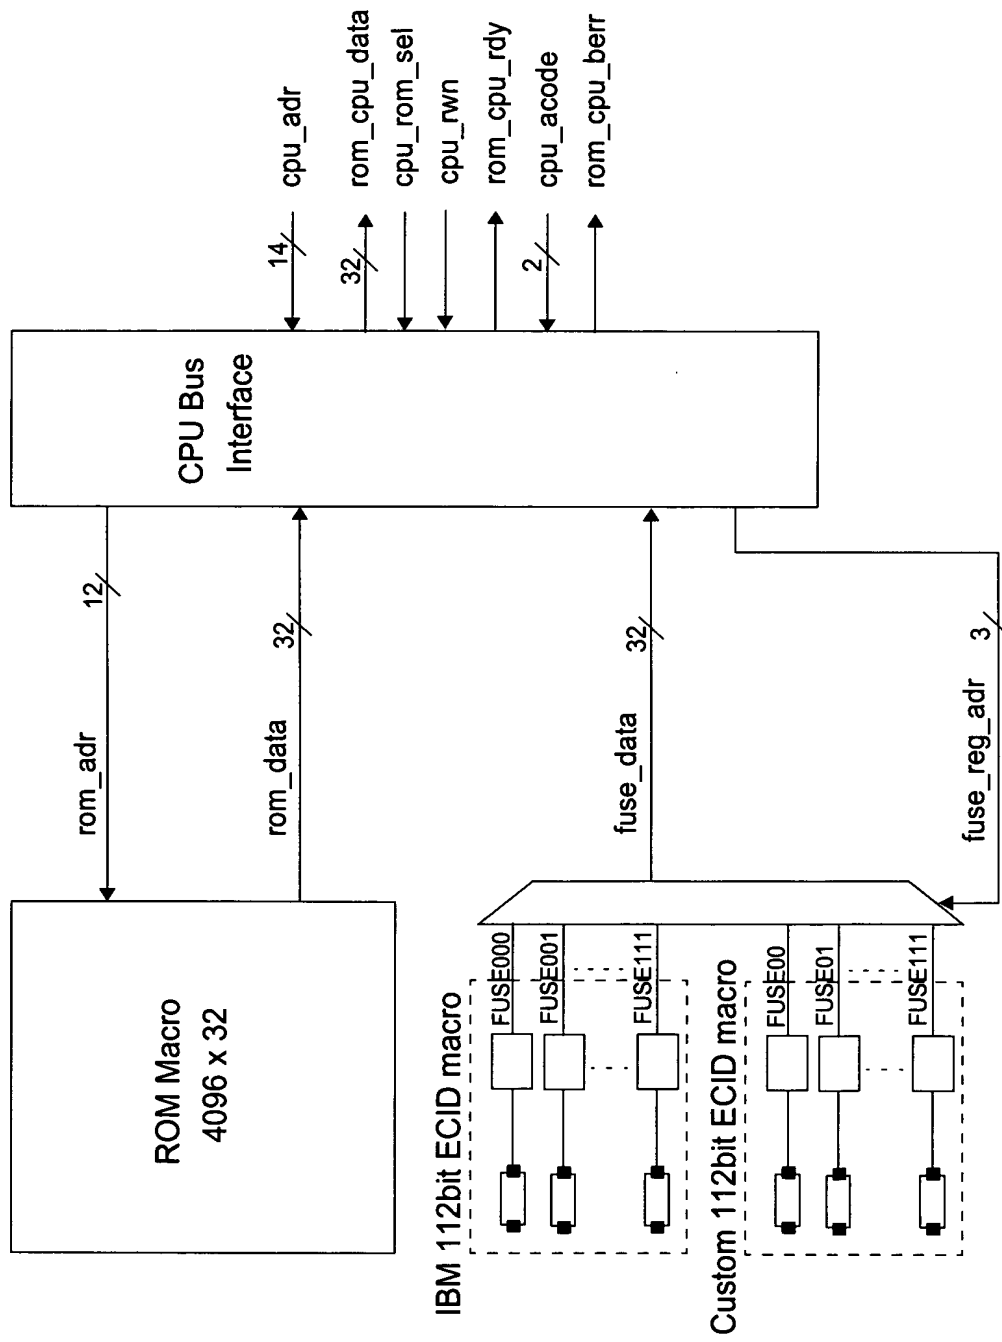 ROM Macro
4096 x 32
rom_adr
12
rom_data
32
CPU Bus
Interface
14
cpu_adr
32
rom_cpu_data
cpu_rom_sel
cpu_rwn
rom_cpu_rdy
2
cpu_acode
rom_cpu_berr
IBM 112bit ECID macro
FUSE000
FUSE001
FUSE111
fuse_data
32
Custom 112bit ECID macro
FUSE00
FUSE01
FUSE111
fuse_reg_adr
3